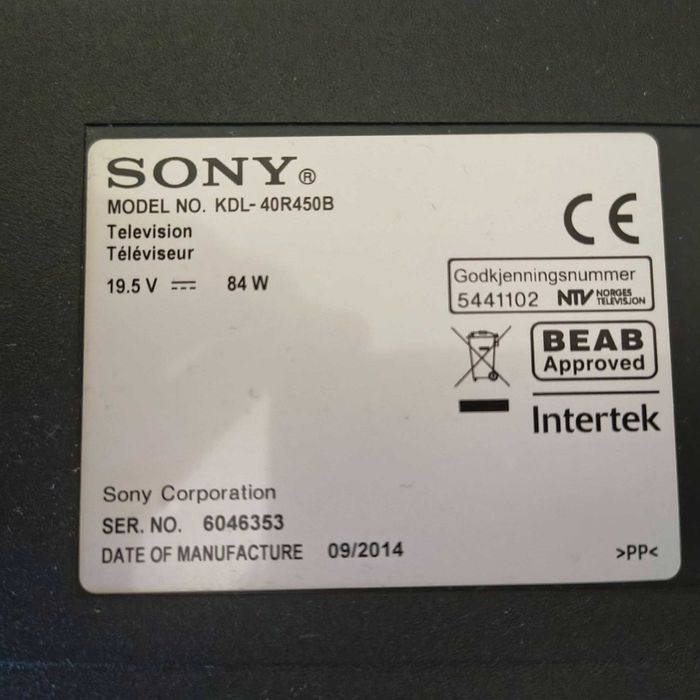 SONY®
MODEL NO. KDL-40R450B
Television
Téléviseur
19.5 V ⎓ 84 W
CE
Godkjenningsnummer
5441102 NTV NORGES TELEVISJON
BEAB
Approved
Intertek
Sony Corporation
SER. NO. 6046353
DATE OF MANUFACTURE 09/2014
>PP<